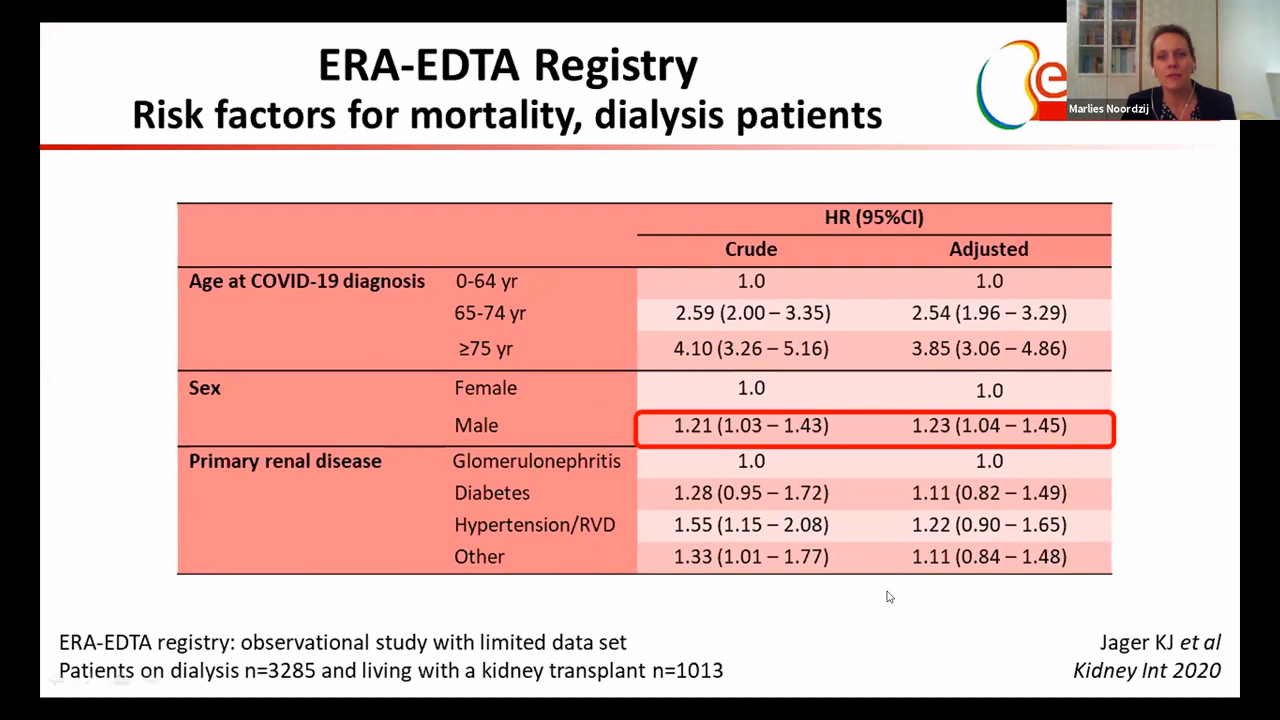 ERA-EDTA Registry
Risk factors for mortality, dialysis patients
e
Marlies Noordzij
HR (95%CI)
Crude Adjusted
Age at COVID-19 diagnosis 0-64 yr 1.0 1.0
65-74 yr 2.59 (2.00 – 3.35) 2.54 (1.96 – 3.29)
≥75 yr 4.10 (3.26 – 5.16) 3.85 (3.06 – 4.86)
Sex Female 1.0 1.0
Male 1.21 (1.03 – 1.43) 1.23 (1.04 – 1.45)
Primary renal disease Glomerulonephritis 1.0 1.0
Diabetes 1.28 (0.95 – 1.72) 1.11 (0.82 – 1.49)
Hypertension/RVD 1.55 (1.15 – 2.08) 1.22 (0.90 – 1.65)
Other 1.33 (1.01 – 1.77) 1.11 (0.84 – 1.48)
ERA-EDTA registry: observational study with limited data set
Patients on dialysis n=3285 and living with a kidney transplant n=1013
Jager KJ et al
Kidney Int 2020